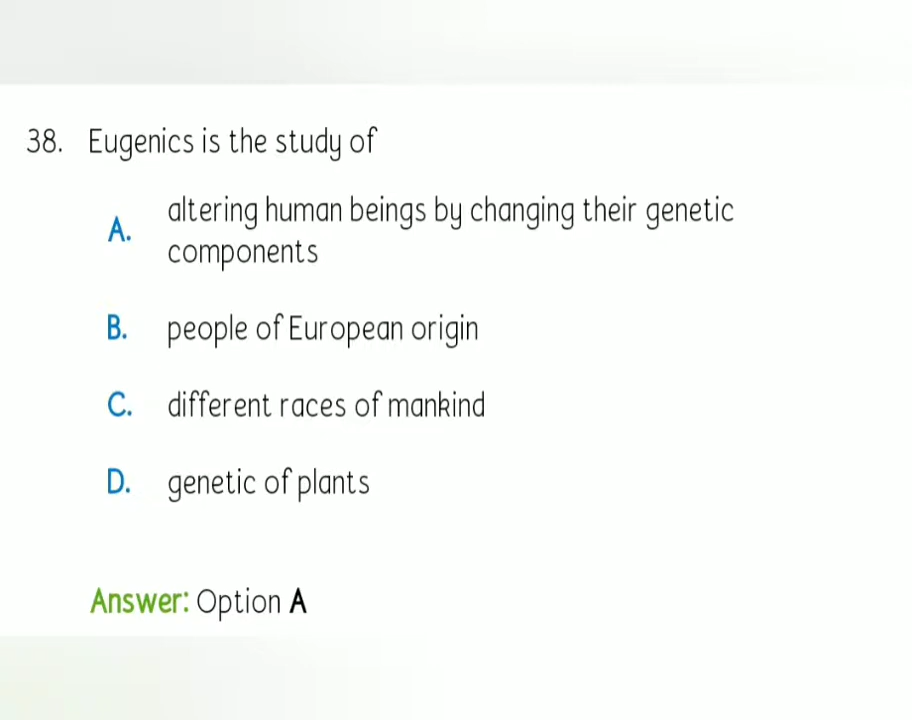 38. Eugenics is the study of
A. altering human beings by changing their genetic
components
B. people of European origin
C. different races of mankind
D. genetic of plants
Answer: Option A